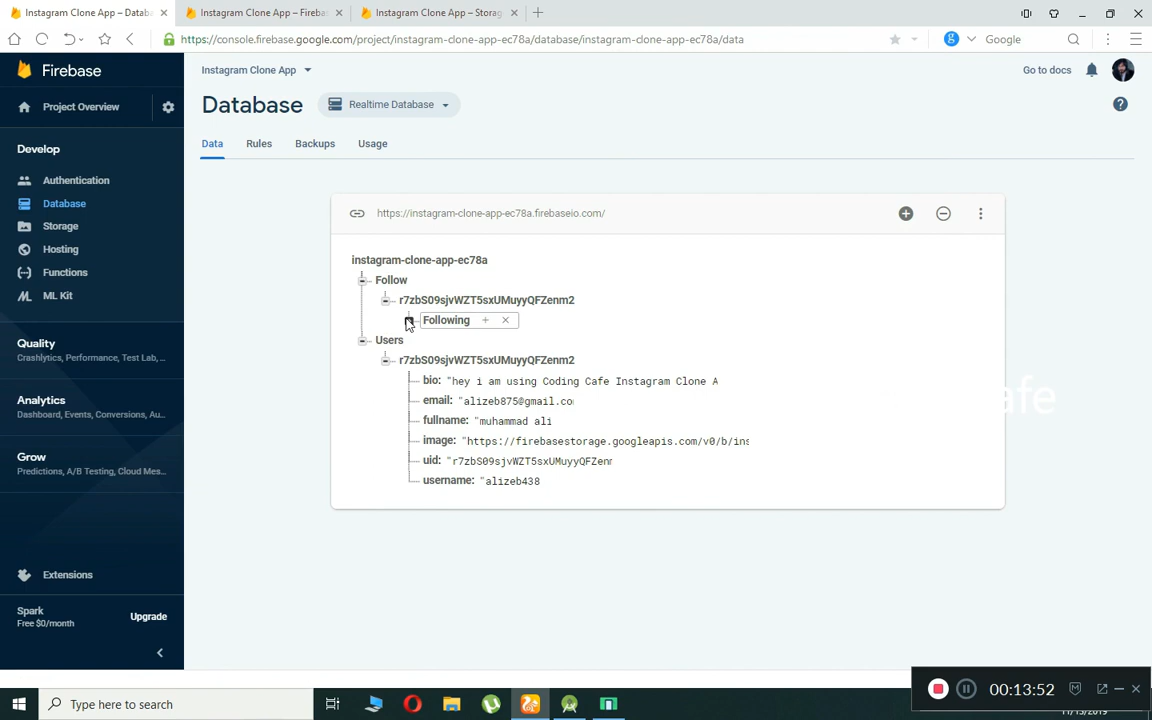 Instagram Clone App – Databa
Instagram Clone App – Fireba
Instagram Clone App – Storag
https://console.firebase.google.com/project/instagram-clone-app-ec78a/database/instagram-clone-app-ec78a/data
g
Google
Firebase
Instagram Clone App
Go to docs
Project Overview
Database
Realtime Database
Develop
Data
Rules
Backups
Usage
Authentication
Database
Storage
Hosting
Functions
ML Kit
https://instagram-clone-app-ec78a.firebaseio.com/
instagram-clone-app-ec78a
Follow
r7zbS09sjvWZT5sxUMuyyQFZenm2
Following
Users
r7zbS09sjvWZT5sxUMuyyQFZenm2
bio: "hey i am using Coding Cafe Instagram Clone A
email: "alizeb875@gmail.co
fullname: "muhammad ali
image: "https://firebasestorage.googleapis.com/v0/b/ins
uid: "r7zbS09sjvWZT5sxUMuyyQFZenm
username: "alizeb438
afe
Quality
Crashlytics, Performance, Test Lab, ...
Analytics
Dashboard, Events, Conversions, Au...
Grow
Predictions, A/B Testing, Cloud Mes...
Extensions
Spark
Free $0/month
Upgrade
00:13:52
Type here to search
11/13/2019